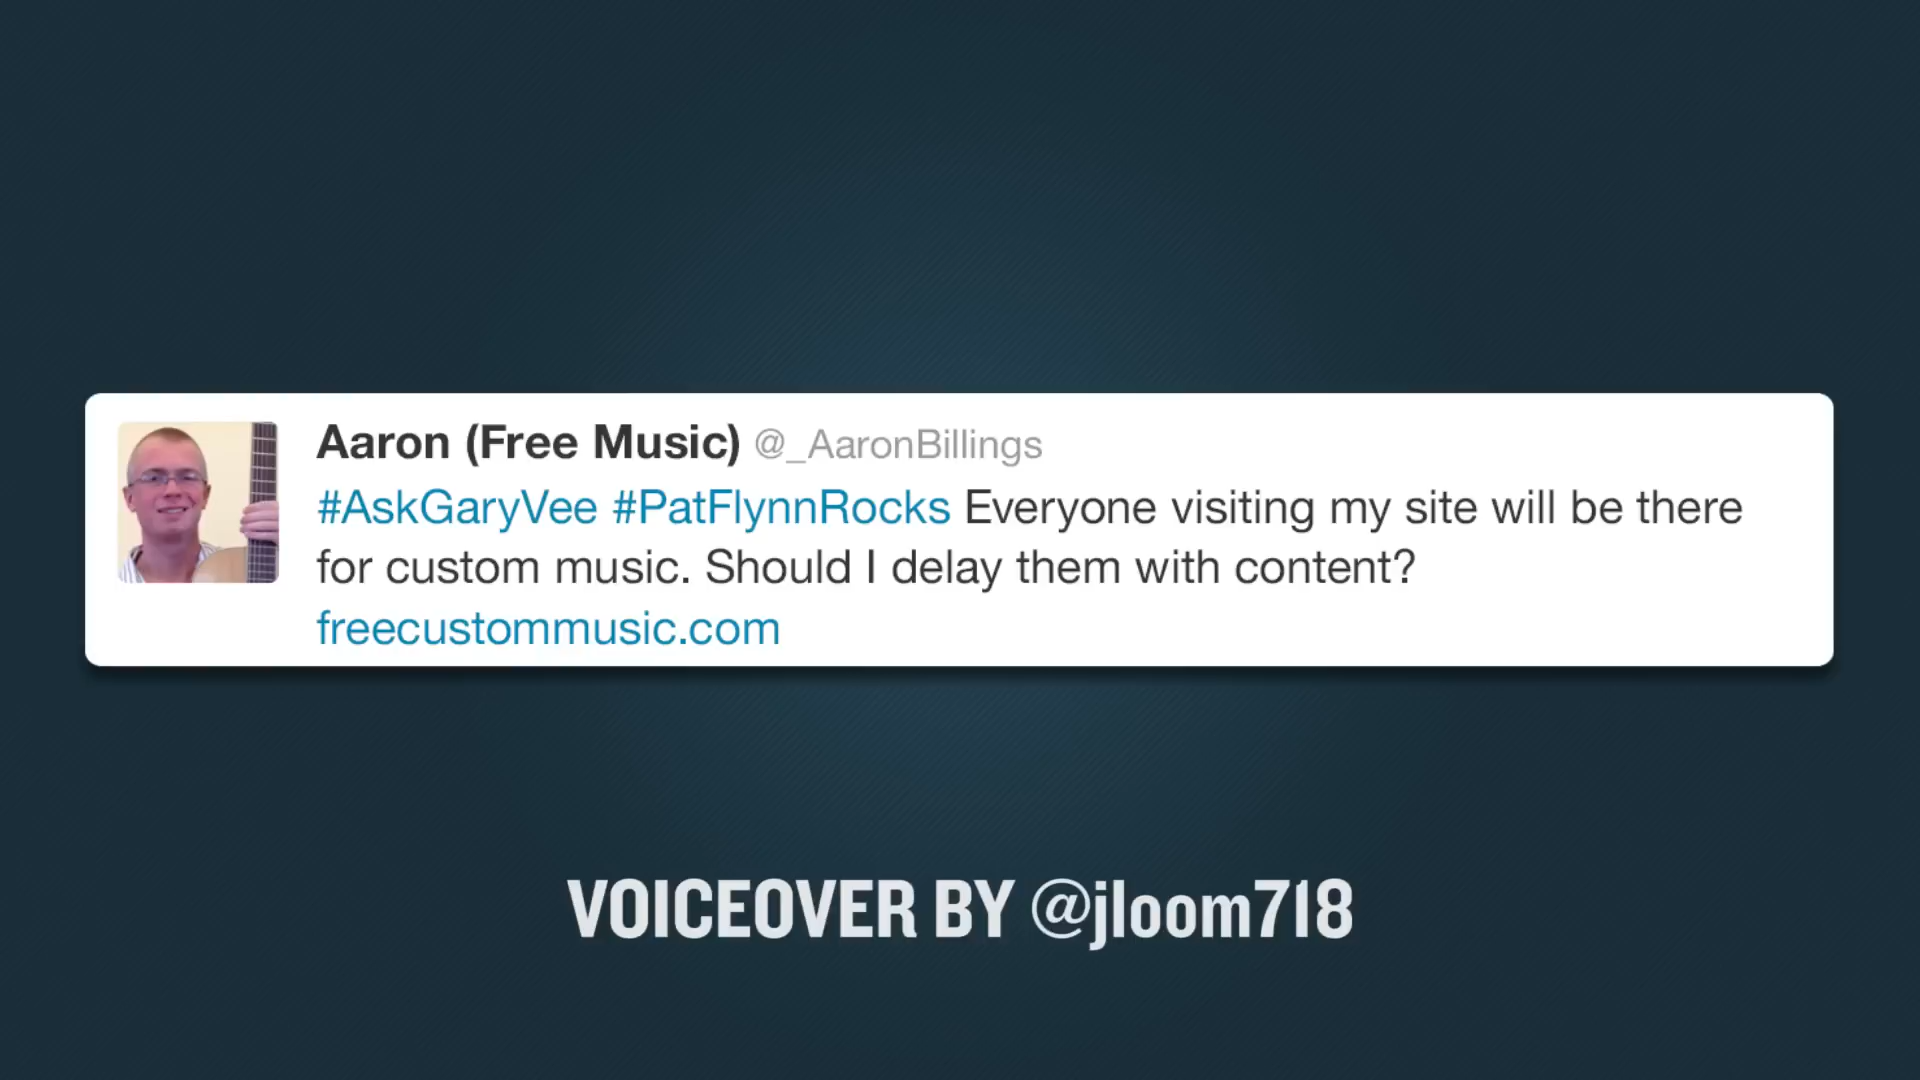 Aaron (Free Music) @_AaronBillings
#AskGaryVee #PatFlynnRocks Everyone visiting my site will be there
for custom music. Should I delay them with content?
freecustommusic.com
VOICEOVER BY @jloom718